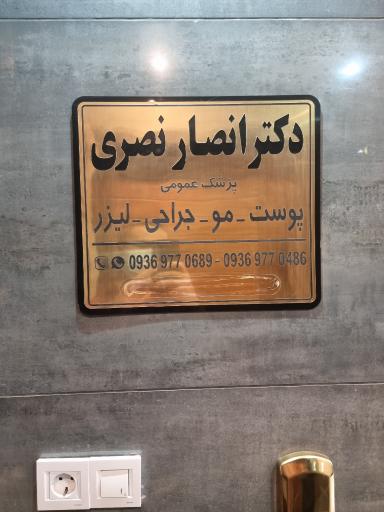 دکتر انصار نصری
پزشک عمومی
پوست - مو - جراحی - لیزر
0936 977 0689 - 0936 977 0486